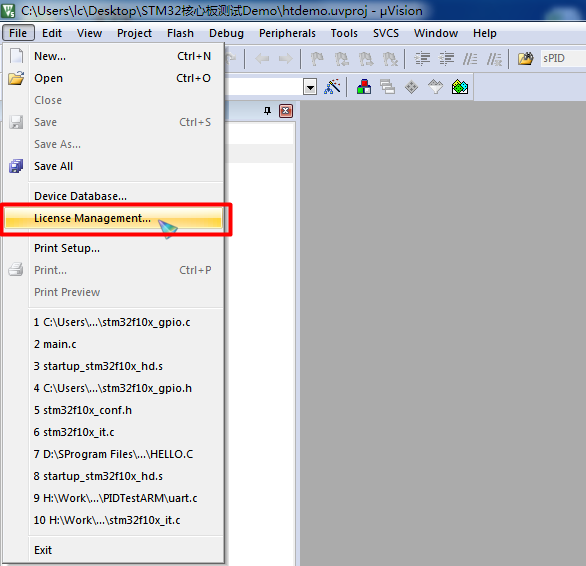 C:\Users\lc\Desktop\STM32核心板测试Demo\htdemo.uvproj - µVision
File Edit View Project Flash Debug Peripherals Tools SVCS Window Help
New... Ctrl+N
Open Ctrl+O
sPID
Close
Save Ctrl+S
Save As...
Save All
Device Database...
License Management...
Print Setup...
Print... Ctrl+P
Print Preview
1 C:\Users\...\stm32f10x_gpio.c
2 main.c
3 startup_stm32f10x_hd.s
4 C:\Users\...\stm32f10x_gpio.h
5 stm32f10x_conf.h
6 stm32f10x_it.c
7 D:\SProgram Files\...\HELLO.C
8 startup_stm32f10x_hd.s
9 H:\Work\...\PIDTestARM\uart.c
10 H:\Work\...\stm32f10x_it.c
Exit